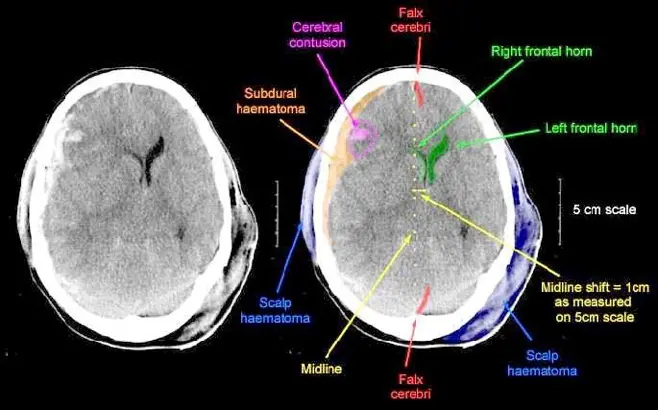 Falx
cerebri
Cerebral
contusion
Right frontal horn
Subdural
haematoma
Left frontal horn
5 cm scale
Midline shift = 1cm
as measured
on 5cm scale
Scalp
haematoma
Scalp
haematoma
Midline
Falx
cerebri